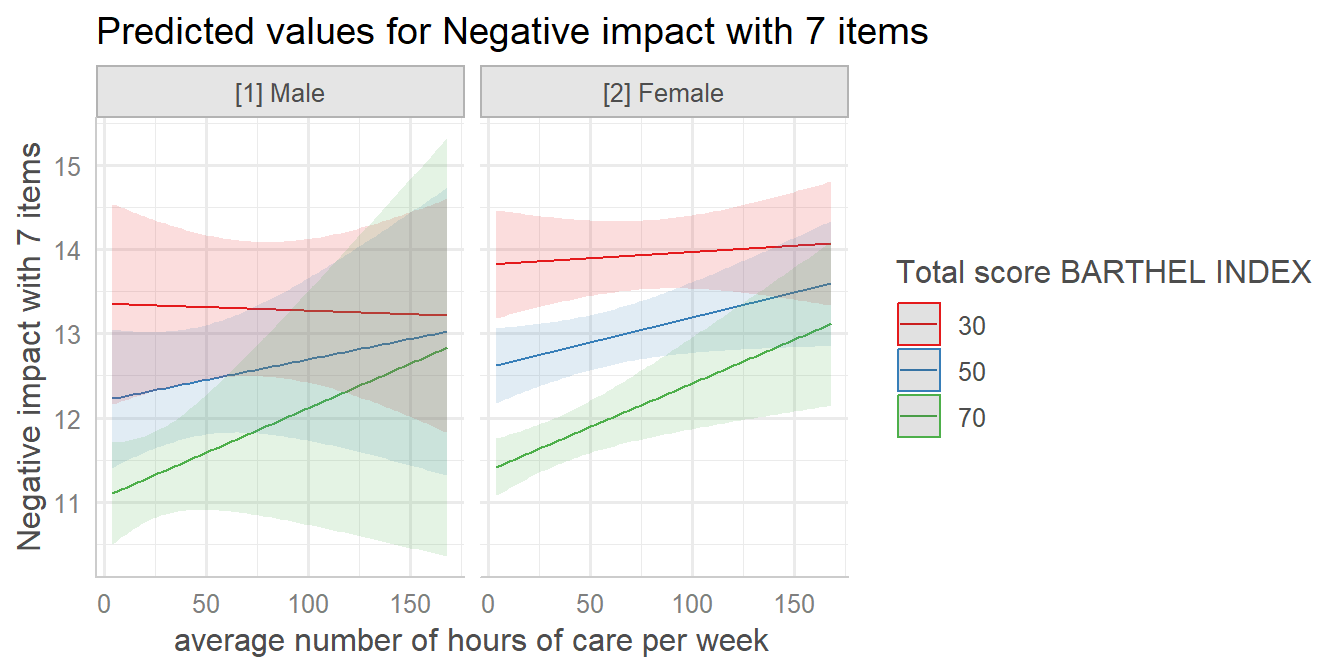 Predicted values for Negative impact with 7 items
[1] Male
[2] Female
Negative impact with 7 items
15
14
13
12
11
0 50 100 150
0 50 100 150
average number of hours of care per week
Total score BARTHEL INDEX
30
50
70